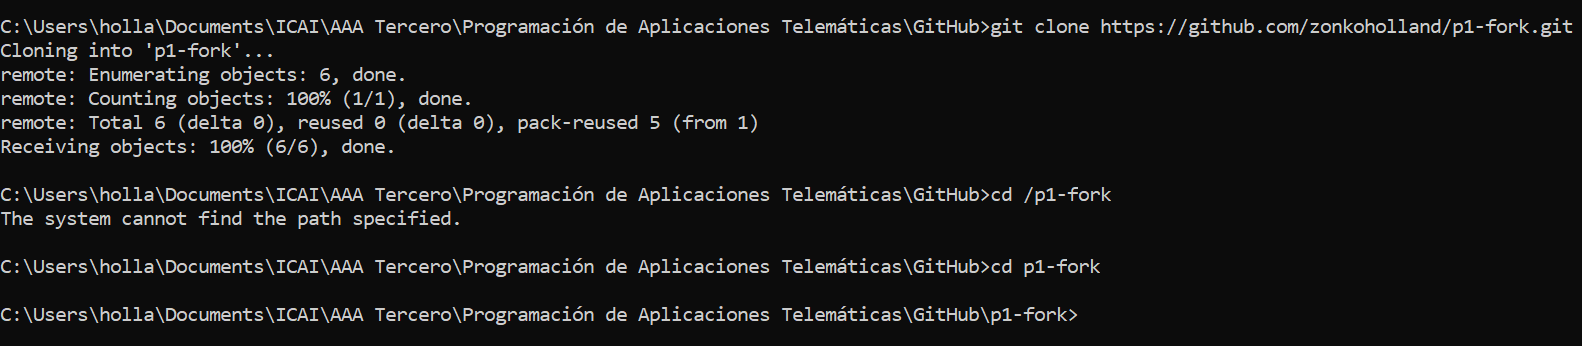 C:\Users\holla\Documents\ICAI\AAA Tercero\Programación de Aplicaciones Telemáticas\GitHub>git clone https://github.com/zonkoholland/p1-fork.git
Cloning into 'p1-fork'...
remote: Enumerating objects: 6, done.
remote: Counting objects: 100% (1/1), done.
remote: Total 6 (delta 0), reused 0 (delta 0), pack-reused 5 (from 1)
Receiving objects: 100% (6/6), done.
C:\Users\holla\Documents\ICAI\AAA Tercero\Programación de Aplicaciones Telemáticas\GitHub>cd /p1-fork
The system cannot find the path specified.
C:\Users\holla\Documents\ICAI\AAA Tercero\Programación de Aplicaciones Telemáticas\GitHub>cd p1-fork
C:\Users\holla\Documents\ICAI\AAA Tercero\Programación de Aplicaciones Telemáticas\GitHub\p1-fork>